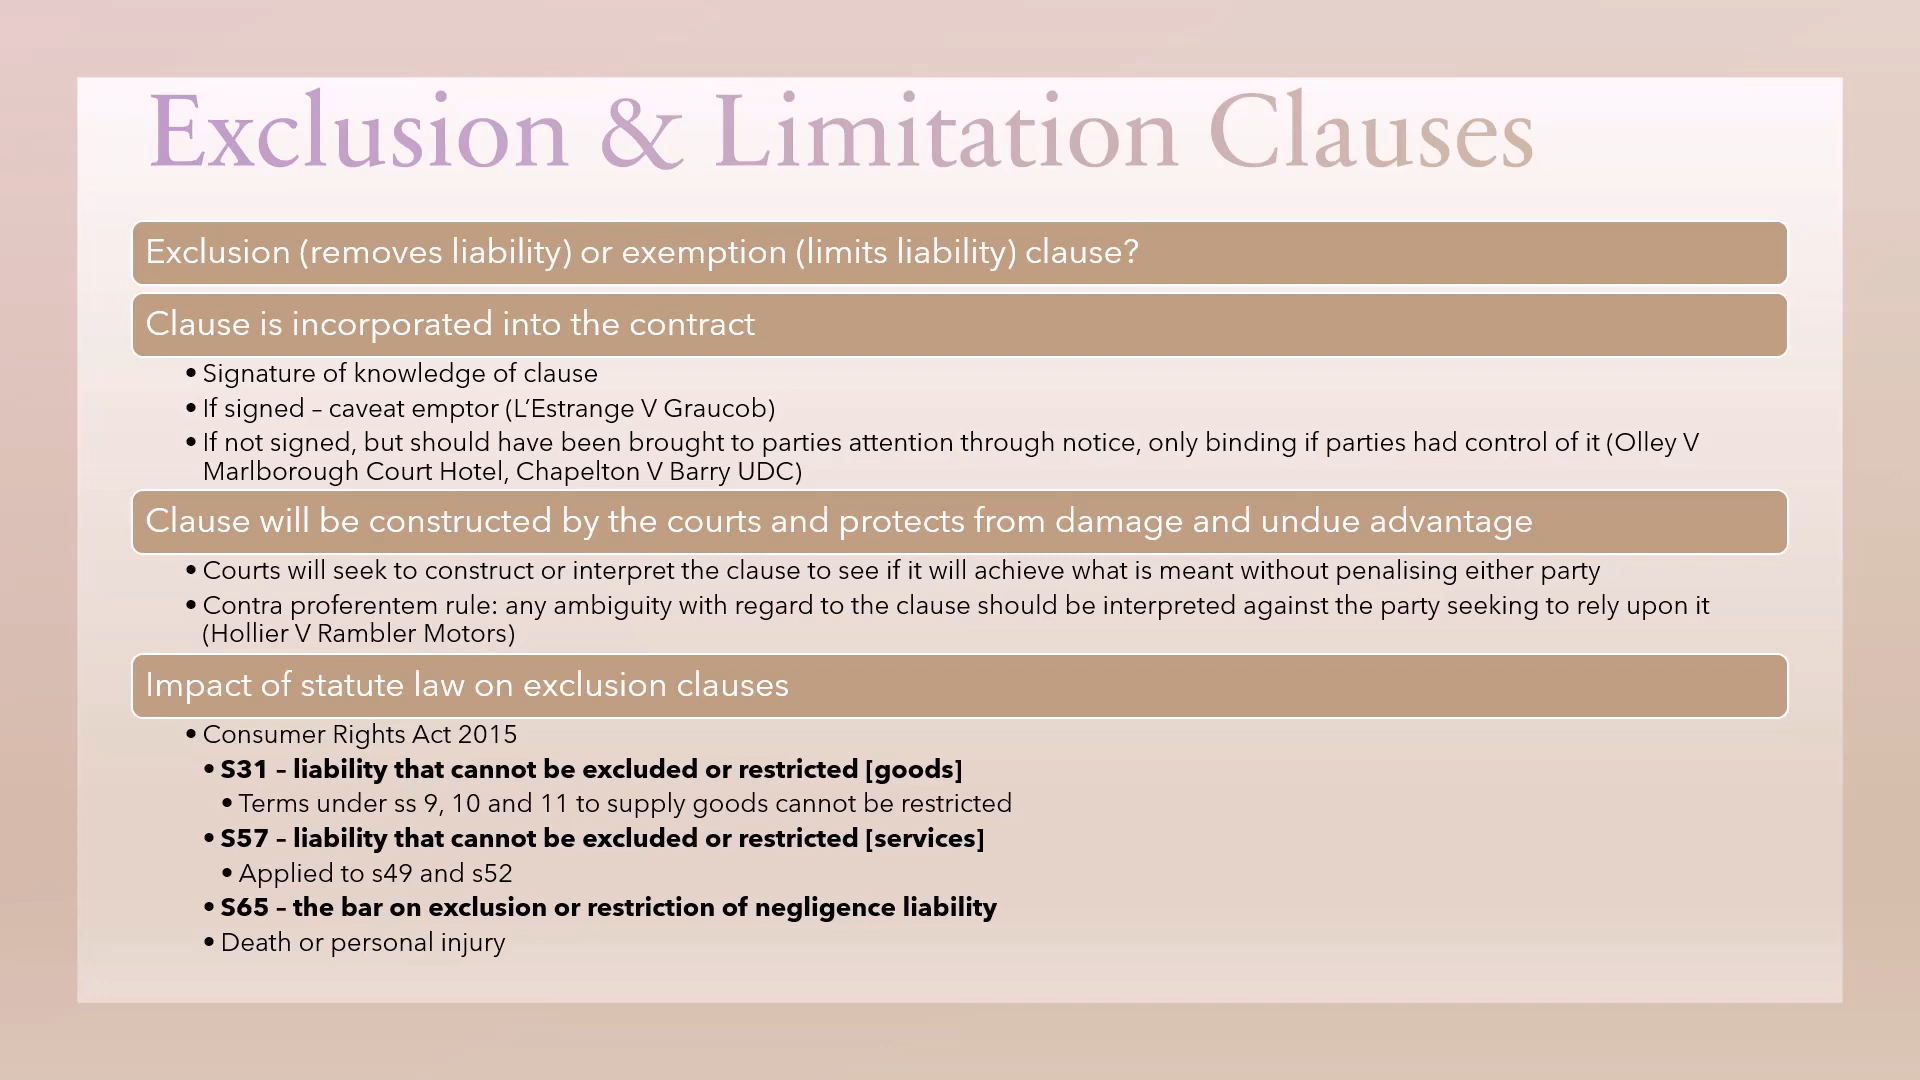 Exclusion & Limitation Clauses
Exclusion (removes liability) or exemption (limits liability) clause?
Clause is incorporated into the contract
• Signature of knowledge of clause
• If signed – caveat emptor (L’Estrange V Graucob)
• If not signed, but should have been brought to parties attention through notice, only binding if parties had control of it (Olley V
Marlborough Court Hotel, Chapelton V Barry UDC)
Clause will be constructed by the courts and protects from damage and undue advantage
• Courts will seek to construct or interpret the clause to see if it will achieve what is meant without penalising either party
• Contra proferentem rule: any ambiguity with regard to the clause should be interpreted against the party seeking to rely upon it
(Hollier V Rambler Motors)
Impact of statute law on exclusion clauses
• Consumer Rights Act 2015
• S31 – liability that cannot be excluded or restricted [goods]
• Terms under ss 9, 10 and 11 to supply goods cannot be restricted
• S57 – liability that cannot be excluded or restricted [services]
• Applied to s49 and s52
• S65 – the bar on exclusion or restriction of negligence liability
• Death or personal injury